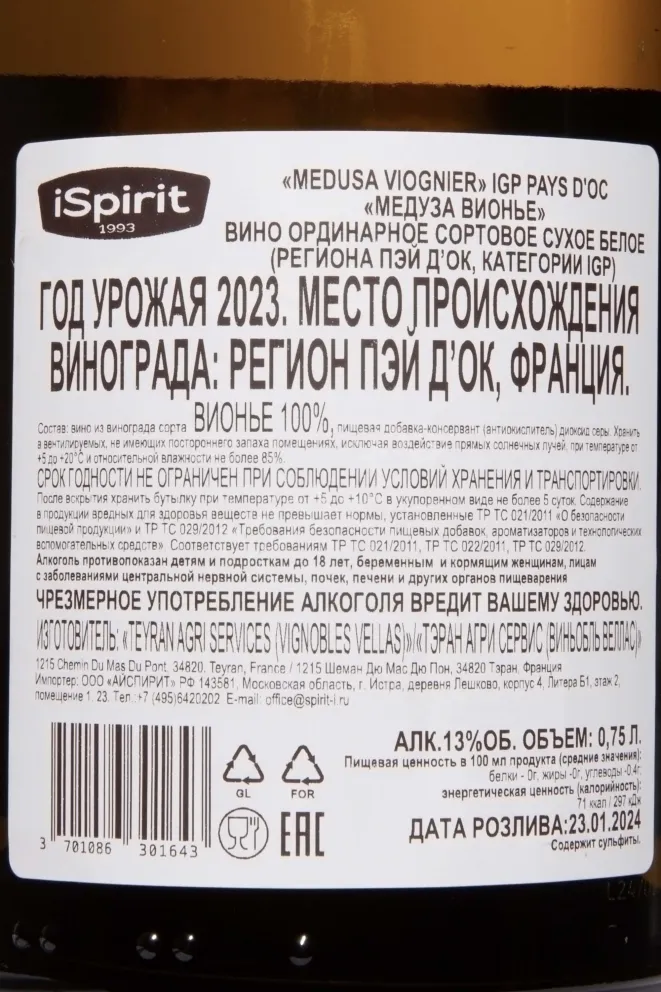 iSpirit
1993
«MEDUSA VIOGNIER» IGP PAYS D'OC
«МЕДУЗА ВИОНЬЕ»
ВИНО ОРДИНАРНОЕ СОРТОВОЕ СУХОЕ БЕЛОЕ
(РЕГИОНА ПЭЙ Д'ОК, КАТЕГОРИИ IGP)
ГОД УРОЖАЯ 2023. МЕСТО ПРОИСХОЖДЕНИЯ
ВИНОГРАДА: РЕГИОН ПЭЙ Д'ОК, ФРАНЦИЯ.
Состав: вино из винограда сорта ВИОНЬЕ 100%, пищевая добавка-консервант (антиокислитель) диоксид серы. Хранить
в вентилируемых, не имеющих постороннего запаха помещениях, исключая воздействие прямых солнечных лучей, при температуре от
+5 до +20°С и относительной влажности не более 85%.
СРОК ГОДНОСТИ НЕ ОГРАНИЧЕН ПРИ СОБЛЮДЕНИИ УСЛОВИЙ ХРАНЕНИЯ И ТРАНСПОРТИРОВКИ.
После вскрытия хранить бутылку при температуре от +5 до +10°С в укупоренном виде не более 5 суток. Содержание
в продукции вредных для здоровья веществ не превышает нормы, установленные ТР ТС 021/2011 «О безопасности
пищевой продукции» и ТР ТС 029/2012 «Требования безопасности пищевых добавок, ароматизаторов и технологических
вспомогательных средств». Соответствует требованиям ТР ТС 021/2011, ТР ТС 022/2011, ТР ТС 029/2012.
Алкоголь противопоказан детям и подросткам до 18 лет, беременным и кормящим женщинам, лицам
с заболеваниями центральной нервной системы, почек, печени и других органов пищеварения
ЧРЕЗМЕРНОЕ УПОТРЕБЛЕНИЕ АЛКОГОЛЯ ВРЕДИТ ВАШЕМУ ЗДОРОВЬЮ.
ИЗГОТОВИТЕЛЬ: «TEYRAN AGRI SERVICES (VIGNOBLES VELLAS)»/«ТЭРАН АГРИ СЕРВИС (ВИНЬОБЛЬ ВЕЛЛАС)»
1215 Chemin Du Mas Du Pont, 34820. Teyran, France / 1215 Шеман Дю Мас Дю Пон, 34820 Тэран, Франция
Импортер: ООО «АЙСПИРИТ» РФ 143581, Московская область, г. Истра, деревня Лешково, корпус 4, Литера Б1, этаж 2,
помещение 1. 23. Тел.:+7 (495)6420202 E-mail: office@spirit-i.ru
АЛК.13%ОБ. ОБЪЕМ: 0,75 Л.
Пищевая ценность в 100 мл продукта (средние значения):
белки - 0г, жиры -0г, углеводы -0.4г,
энергетическая ценность (калорийность):
71 ккал / 297 кДж
GL
FOR
EAC
ДАТА РОЗЛИВА:23.01.2024
Содержит сульфиты.
3 701086 301643